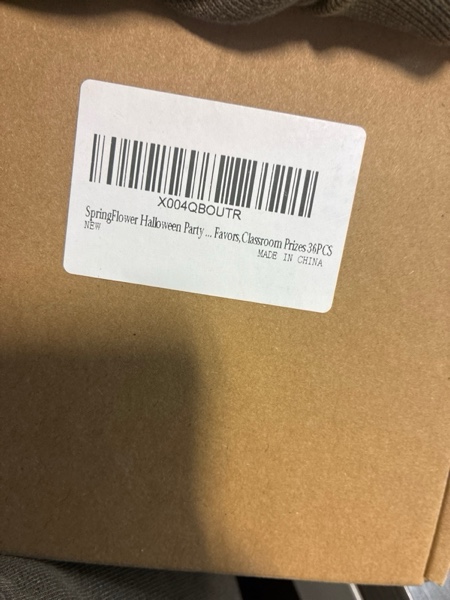 X004QBOUTR
SpringFlower Halloween Party ... Favors,Classroom Prizes 36PCS
NEW
MADE IN CHINA